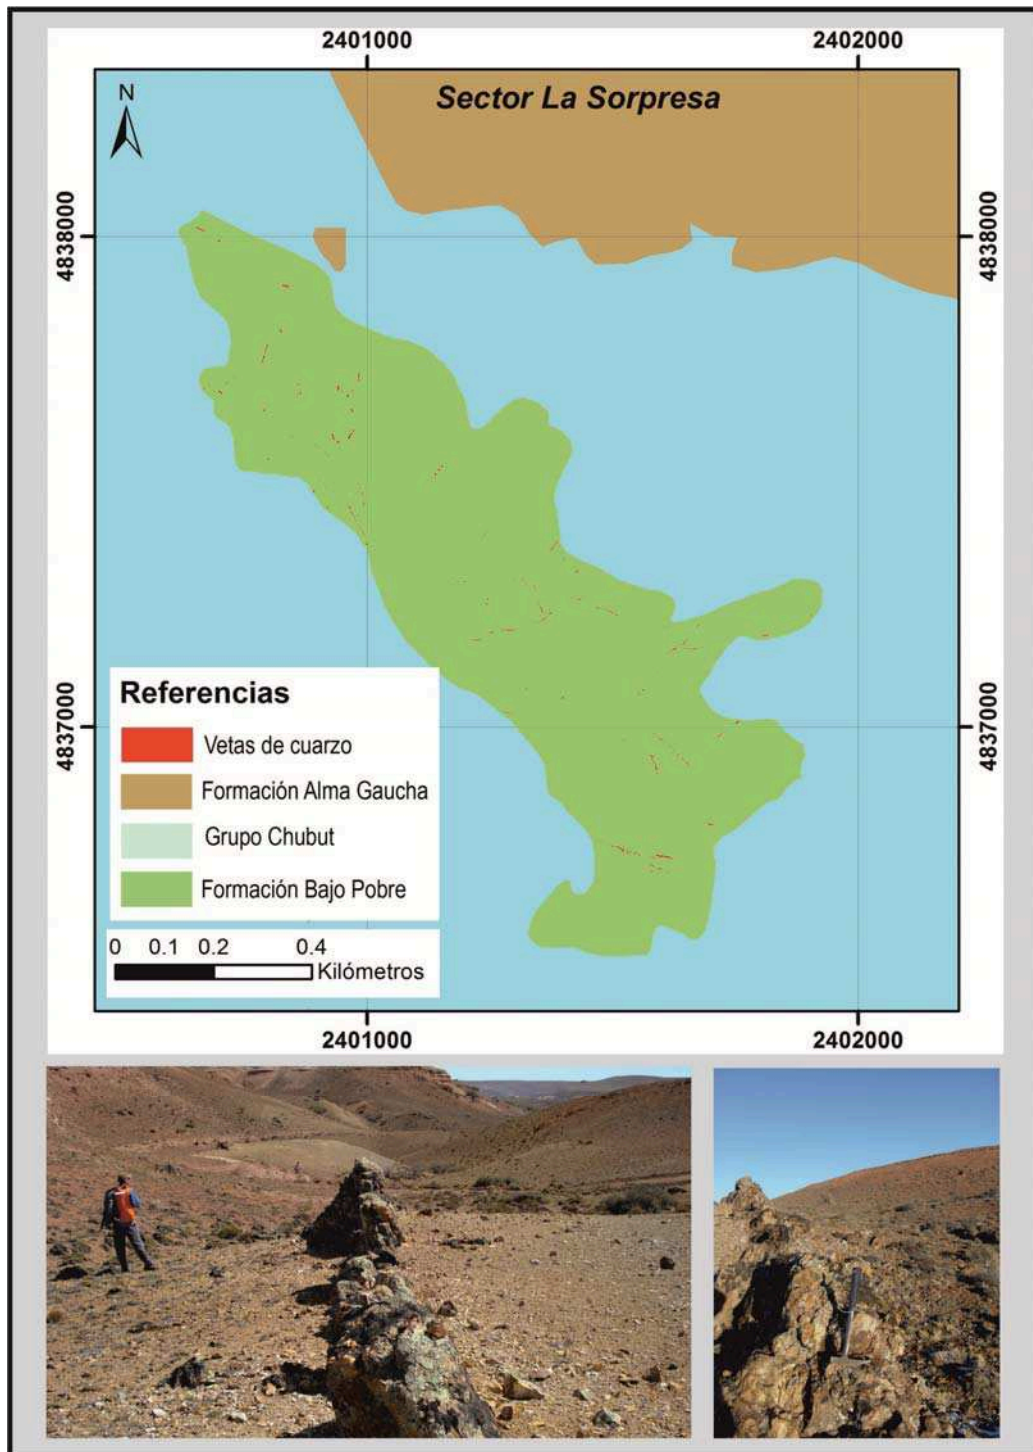 2401000 2402000
Sector La Sorpresa
N
4838000 4838000
4837000 4837000
Referencias
Vetas de cuarzo
Formación Alma Gaucha
Grupo Chubut
Formación Bajo Pobre
0 0.1 0.2 0.4
Kilómetros
2401000 2402000